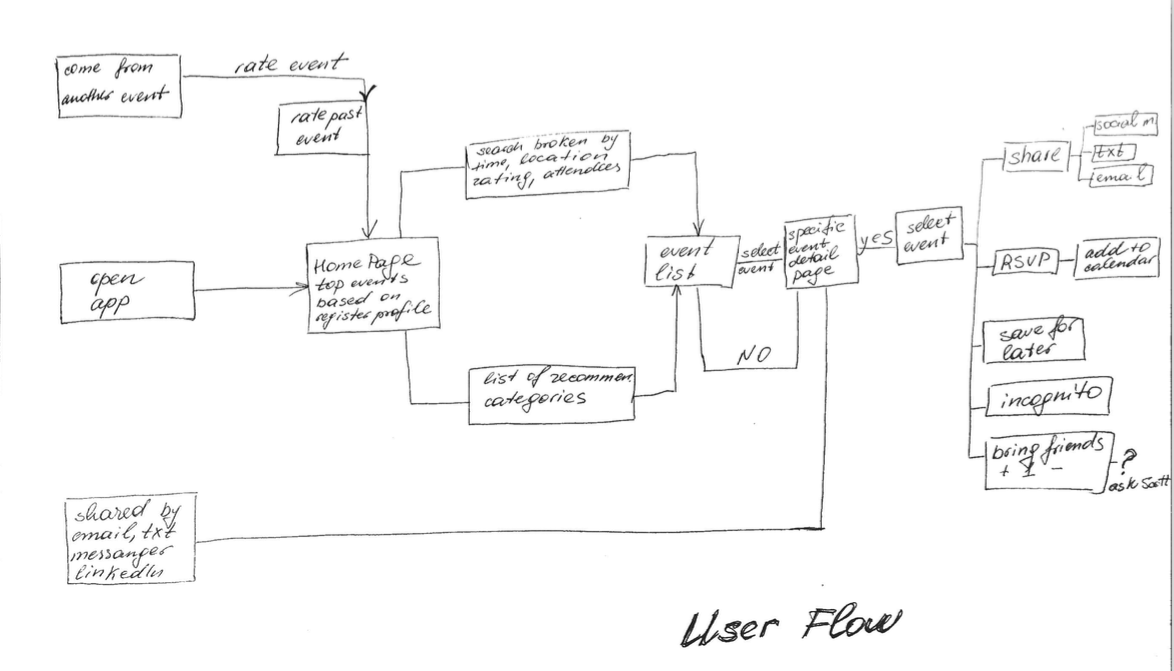 come from
another event
rate event
rate past
event
search broken by
time, location
rating, attendees
open
app
Home Page
top events
based on
register profile
event
list
select
event
specific
event
detail
page
yes
select
event
share
social m
txt
email
RSVP
add to
calendar
NO
save for
later
list of recommen.
categories
incognito
bring friends
+ 1 -
?
ask Scott
shared by
email, txt
messanger
linkedIn
User Flow